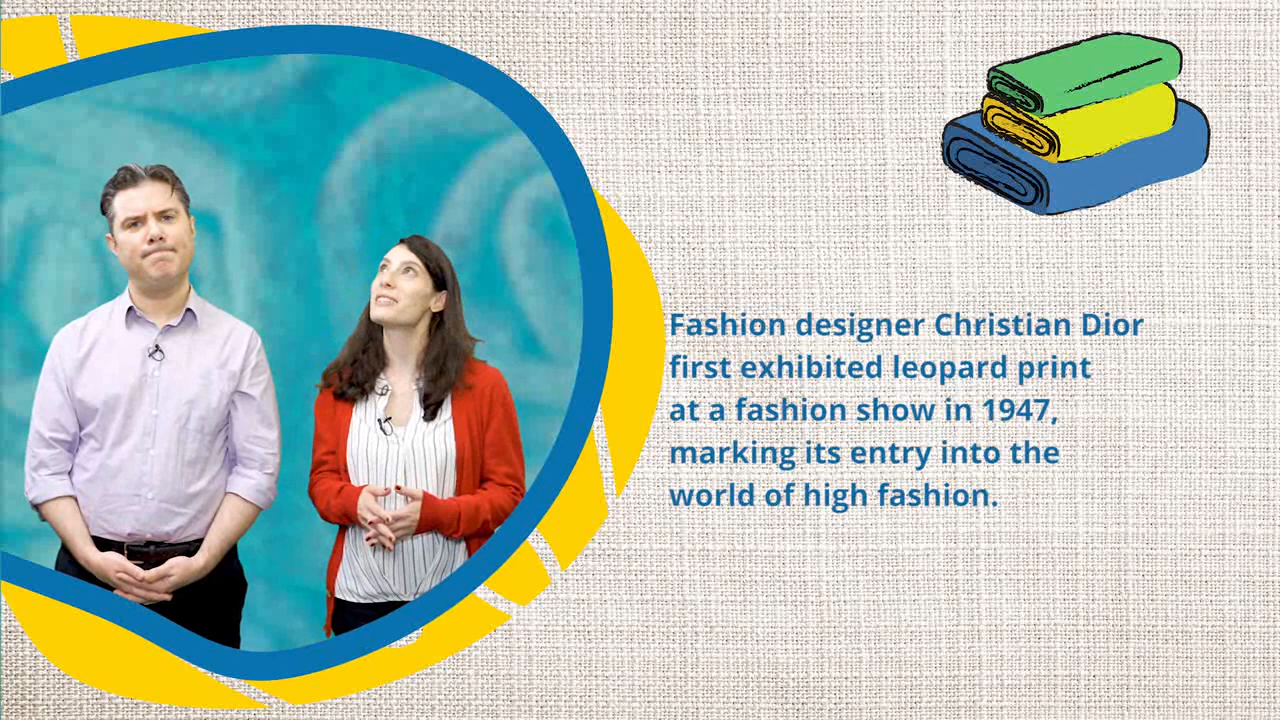 Fashion designer Christian Dior
first exhibited leopard print
at a fashion show in 1947,
marking its entry into the
world of high fashion.